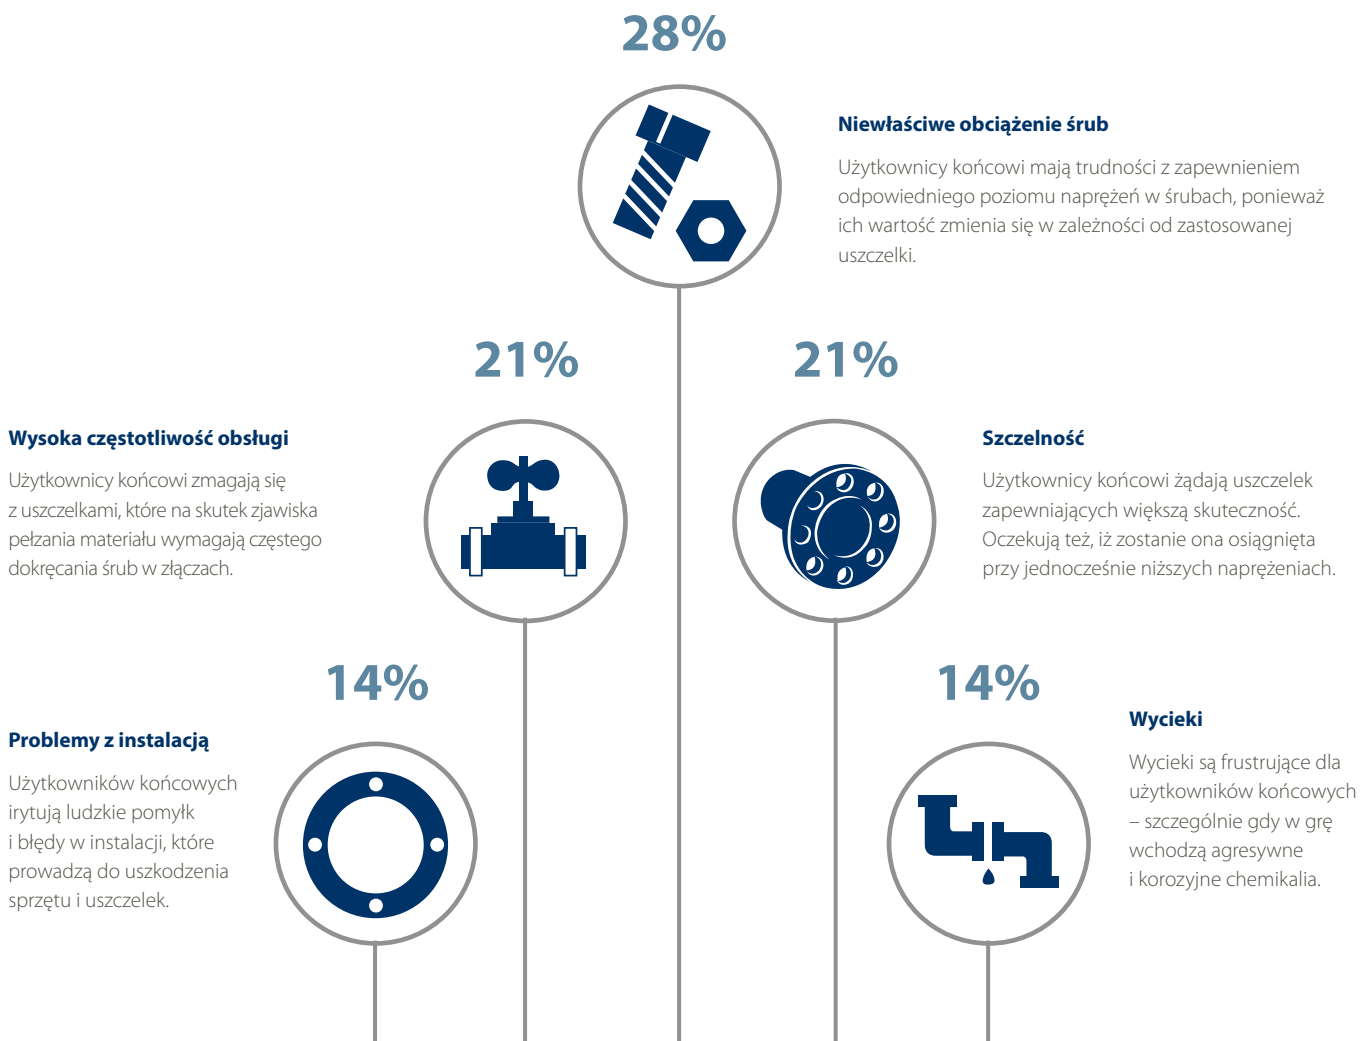 28%
Niewłaściwe obciążenie śrub
Użytkownicy końcowi mają trudności z zapewnieniem
odpowiedniego poziomu naprężeń w śrubach, ponieważ
ich wartość zmienia się w zależności od zastosowanej
uszczelki.
21%
Wysoka częstotliwość obsługi
Użytkownicy końcowi zmagają się
z uszczelkami, które na skutek zjawiska
pełzania materiału wymagają częstego
dokręcania śrub w złączach.
21%
Szczelność
Użytkownicy końcowi żądają uszczelek
zapewniających większą skuteczność.
Oczekują też, iż zostanie ona osiągnięta
przy jednocześnie niższych naprężeniach.
14%
Problemy z instalacją
Użytkowników końcowych
irytują ludzkie pomyłk
i błędy w instalacji, które
prowadzą do uszkodzenia
sprzętu i uszczelek.
14%
Wycieki
Wycieki są frustrujące dla
użytkowników końcowych
– szczególnie gdy w grę
wchodzą agresywne
i korozyjne chemikalia.